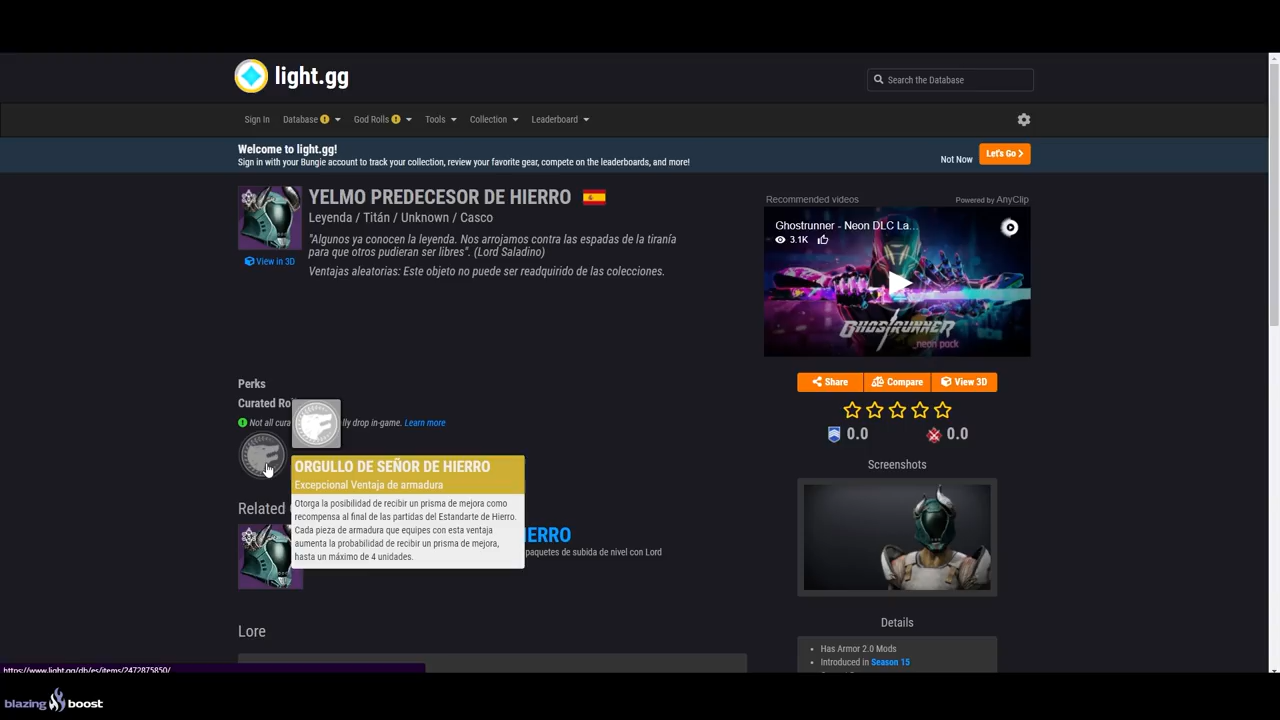 light.gg
Search the Database
Sign In Database God Rolls Tools Collection Leaderboard
Welcome to light.gg!
Sign in with your Bungie account to track your collection, review your favorite gear, compete on the leaderboards, and more!
Not Now
Let's Go
YELMO PREDECESOR DE HIERRO
Leyenda / Titán / Unknown / Casco
"Algunos ya conocen la leyenda. Nos arrojamos contra las espadas de la tiranía
para que otros pudieran ser libres". (Lord Saladino)
View in 3D
Ventajas aleatorias: Este objeto no puede ser readquirido de las colecciones.
Recommended videos
Powered by AnyClip
Ghostrunner - Neon DLC La...
3.1K
GHOSTRUNNER
_neon pack
Share Compare View 3D
0.0 0.0
Perks
Curated Ro
Not all cura lly drop in-game. Learn more
ORGULLO DE SEÑOR DE HIERRO
Excepcional Ventaja de armadura
Otorga la posibilidad de recibir un prisma de mejora como
recompensa al final de las partidas del Estandarte de Hierro.
Cada pieza de armadura que equipes con esta ventaja
aumenta la probabilidad de recibir un prisma de mejora,
hasta un máximo de 4 unidades.
Related
IERRO
paquetes de subida de nivel con Lord
Lore
Screenshots
Details
Has Armor 2.0 Mods
Introduced in Season 15
https://www.light.gg/db/es/items/2472875850/
blazing boost